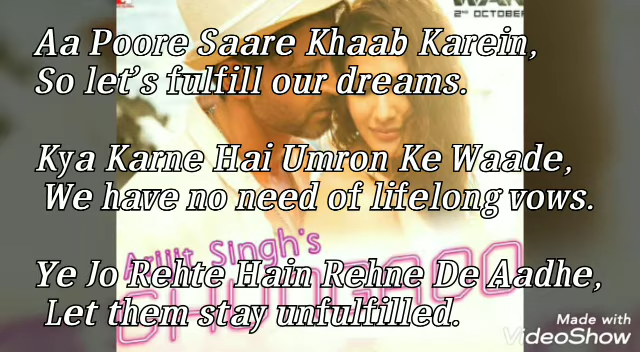 2ND OCTOBER
Aa Poore Saare Khaab Karein,
So let's fulfill our dreams.
Kya Karne Hai Umron Ke Waade,
We have no need of lifelong vows.
Arijit Singh's
Ye Jo Rehte Hain Rehne De Aadhe,
Let them stay unfulfilled.
Made with
VideoShow